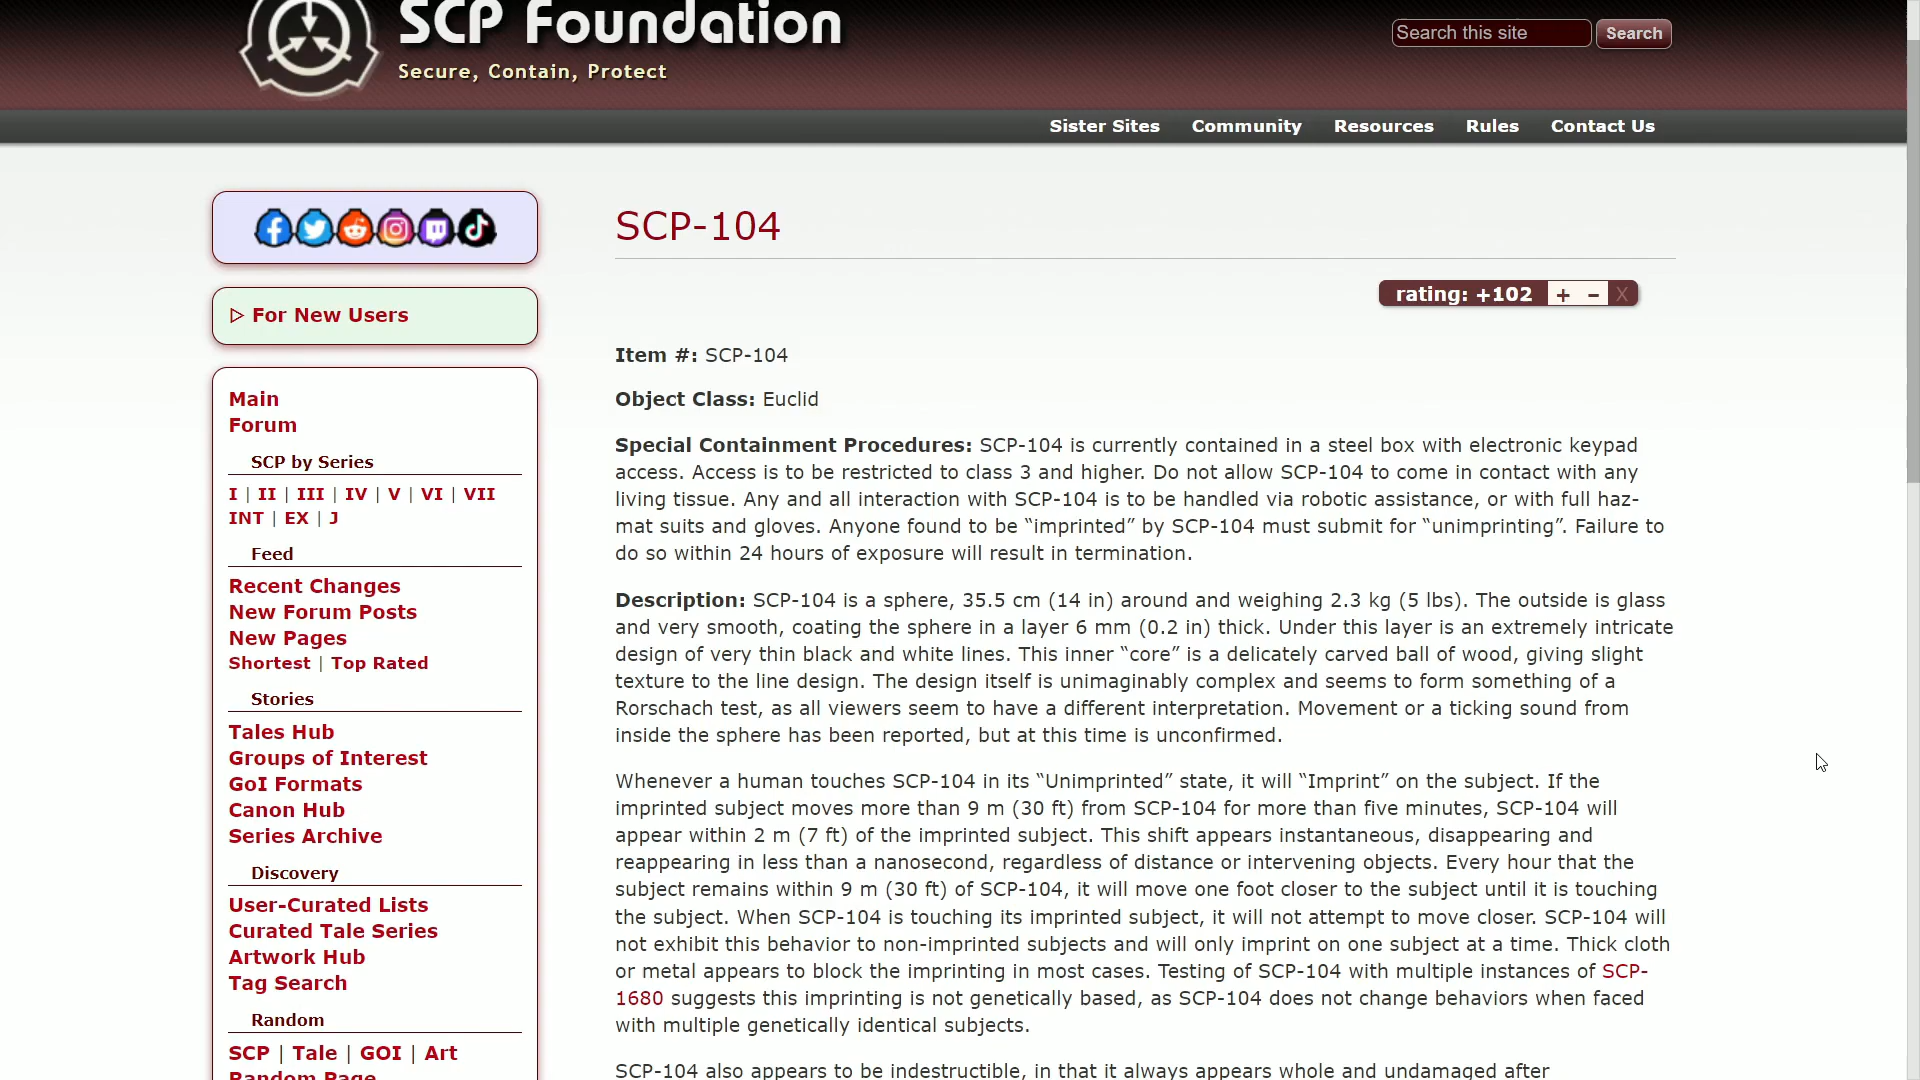 SCP Foundation
Secure, Contain, Protect
Search this site
Search
Sister Sites Community Resources Rules Contact Us
▷ For New Users
Main
Forum
SCP by Series
I | II | III | IV | V | VI | VII
INT | EX | J
Feed
Recent Changes
New Forum Posts
New Pages
Shortest | Top Rated
Stories
Tales Hub
Groups of Interest
GoI Formats
Canon Hub
Series Archive
Discovery
User-Curated Lists
Curated Tale Series
Artwork Hub
Tag Search
Random
SCP | Tale | GOI | Art
Random Page
SCP-104
rating: +102 + – X
Item #: SCP-104
Object Class: Euclid
Special Containment Procedures: SCP-104 is currently contained in a steel box with electronic keypad
access. Access is to be restricted to class 3 and higher. Do not allow SCP-104 to come in contact with any
living tissue. Any and all interaction with SCP-104 is to be handled via robotic assistance, or with full haz-
mat suits and gloves. Anyone found to be “imprinted” by SCP-104 must submit for “unimprinting”. Failure to
do so within 24 hours of exposure will result in termination.
Description: SCP-104 is a sphere, 35.5 cm (14 in) around and weighing 2.3 kg (5 lbs). The outside is glass
and very smooth, coating the sphere in a layer 6 mm (0.2 in) thick. Under this layer is an extremely intricate
design of very thin black and white lines. This inner “core” is a delicately carved ball of wood, giving slight
texture to the line design. The design itself is unimaginably complex and seems to form something of a
Rorschach test, as all viewers seem to have a different interpretation. Movement or a ticking sound from
inside the sphere has been reported, but at this time is unconfirmed.
Whenever a human touches SCP-104 in its “Unimprinted” state, it will “Imprint” on the subject. If the
imprinted subject moves more than 9 m (30 ft) from SCP-104 for more than five minutes, SCP-104 will
appear within 2 m (7 ft) of the imprinted subject. This shift appears instantaneous, disappearing and
reappearing in less than a nanosecond, regardless of distance or intervening objects. Every hour that the
subject remains within 9 m (30 ft) of SCP-104, it will move one foot closer to the subject until it is touching
the subject. When SCP-104 is touching its imprinted subject, it will not attempt to move closer. SCP-104 will
not exhibit this behavior to non-imprinted subjects and will only imprint on one subject at a time. Thick cloth
or metal appears to block the imprinting in most cases. Testing of SCP-104 with multiple instances of SCP-
1680 suggests this imprinting is not genetically based, as SCP-104 does not change behaviors when faced
with multiple genetically identical subjects.
SCP-104 also appears to be indestructible, in that it always appears whole and undamaged after